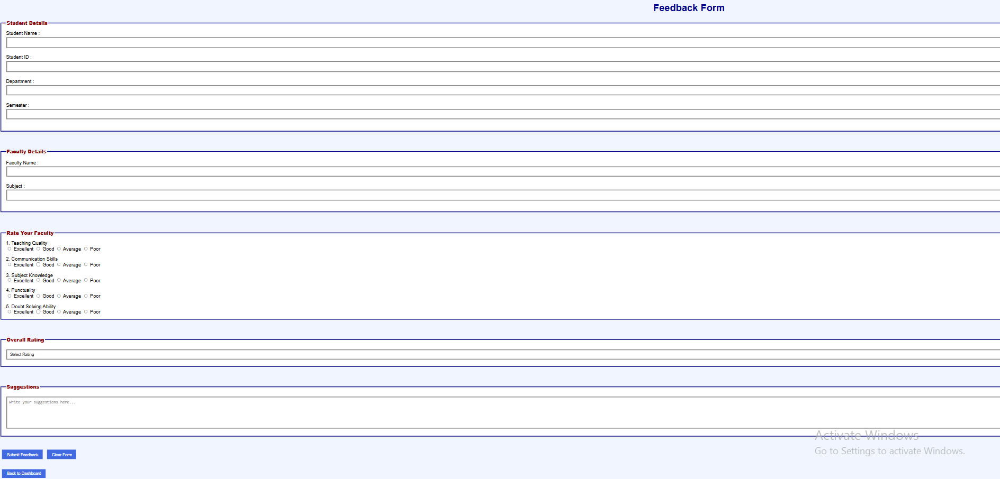 Feedback Form
Student Details
Student Name :
Student ID :
Department :
Semester :
Faculty Details
Faculty Name :
Subject :
Rate Your Faculty
1. Teaching Quality
Excellent Good Average Poor
2. Communication Skills
Excellent Good Average Poor
3. Subject Knowledge
Excellent Good Average Poor
4. Punctuality
Excellent Good Average Poor
5. Doubt Solving Ability
Excellent Good Average Poor
Overall Rating
Select Rating
Suggestions
Write your suggestions here...
Activate Windows
Go to Settings to activate Windows.
Submit Feedback Clear Form
Back to Dashboard